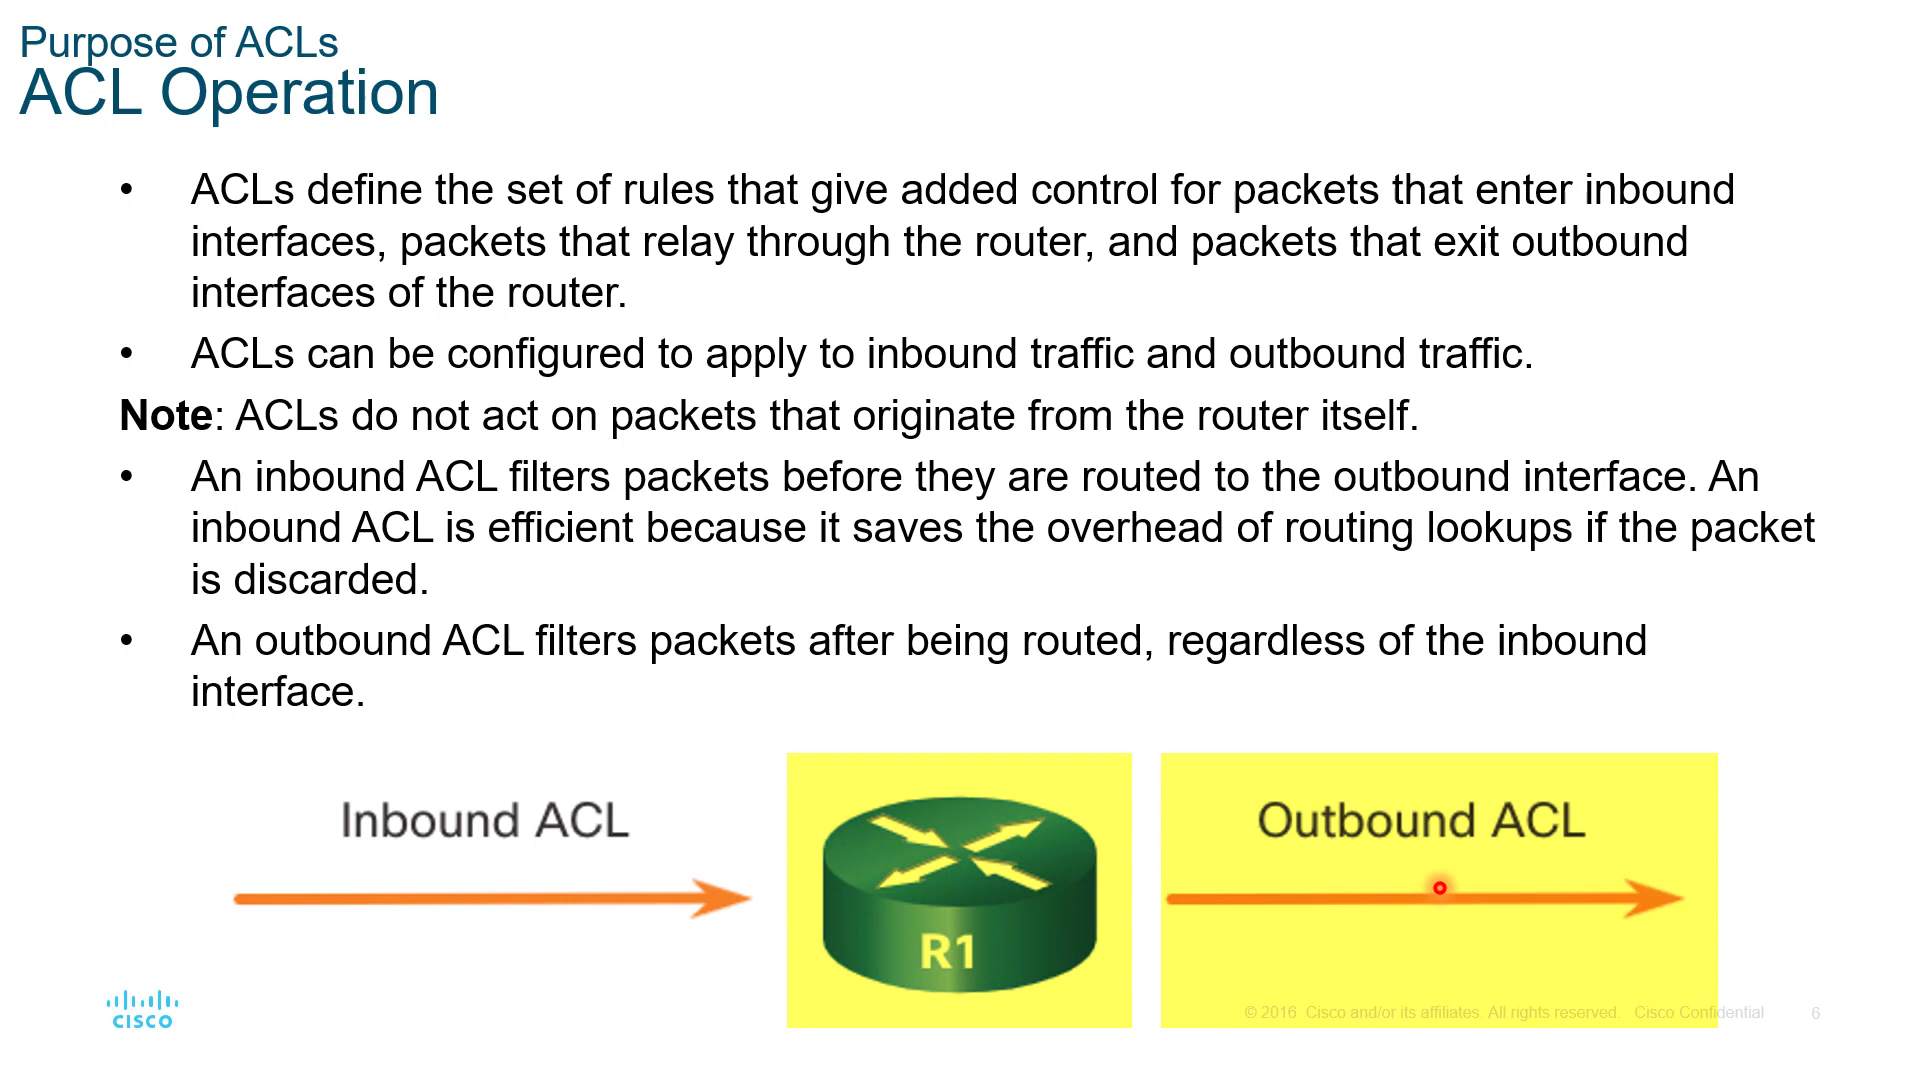 Purpose of ACLs
ACL Operation
• ACLs define the set of rules that give added control for packets that enter inbound
interfaces, packets that relay through the router, and packets that exit outbound
interfaces of the router.
• ACLs can be configured to apply to inbound traffic and outbound traffic.
Note: ACLs do not act on packets that originate from the router itself.
• An inbound ACL filters packets before they are routed to the outbound interface. An
inbound ACL is efficient because it saves the overhead of routing lookups if the packet
is discarded.
• An outbound ACL filters packets after being routed, regardless of the inbound
interface.
Inbound ACL
R1
Outbound ACL
CISCO
© 2016 Cisco and/or its affiliates. All rights reserved. Cisco Confidential 6